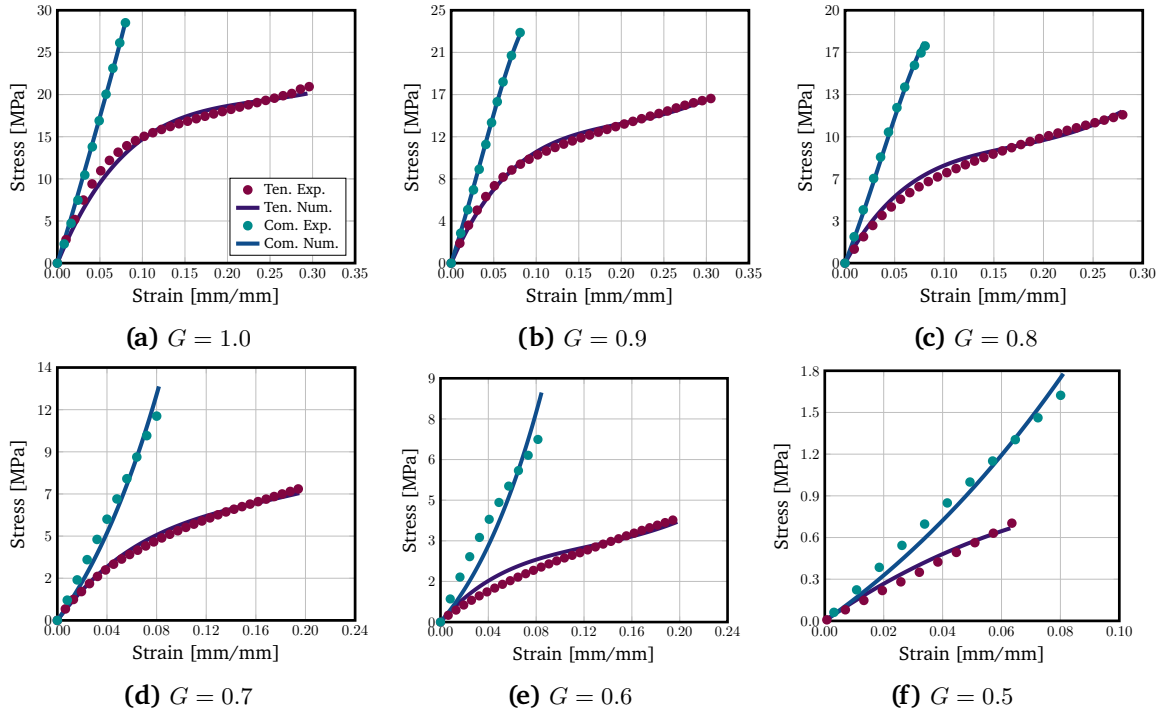 30
25
20
15
10
5
0
Stress [MPa]
Ten. Exp.
Ten. Num.
Com. Exp.
Com. Num.
0.00 0.05 0.10 0.15 0.20 0.25 0.30 0.35
Strain [mm/mm]
(a) G = 1.0
25
21
18
14
11
7
3
0
Stress [MPa]
0.00 0.05 0.10 0.15 0.20 0.25 0.30 0.35
Strain [mm/mm]
(b) G = 0.9
20
17
13
10
7
3
0
Stress [MPa]
0.00 0.05 0.10 0.15 0.20 0.25 0.30
Strain [mm/mm]
(c) G = 0.8
14
12
9
7
5
2
0
Stress [MPa]
0.00 0.04 0.08 0.12 0.16 0.20 0.24
Strain [mm/mm]
(d) G = 0.7
9
8
6
5
3
2
0
Stress [MPa]
0.00 0.04 0.08 0.12 0.16 0.20 0.24
Strain [mm/mm]
(e) G = 0.6
1.8
1.5
1.2
0.9
0.6
0.3
0.0
Stress [MPa]
0.00 0.02 0.04 0.06 0.08 0.10
Strain [mm/mm]
(f) G = 0.5